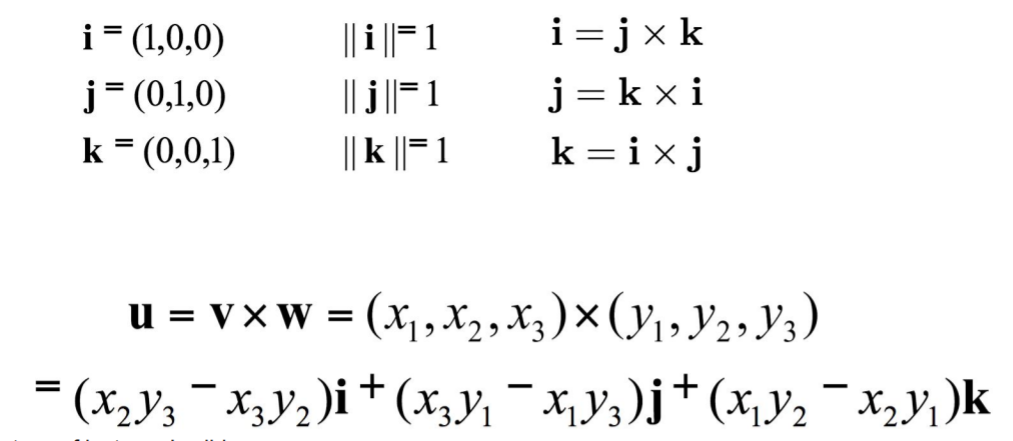 i = (1,0,0) || i ||= 1 i = j × k
j = (0,1,0) || j ||= 1 j = k × i
k = (0,0,1) || k ||= 1 k = i × j
u = v × w = (x₁, x₂, x₃) × (y₁, y₂, y₃)
= (x₂y₃ − x₃y₂)i + (x₃y₁ − x₁y₃)j + (x₁y₂ − x₂y₁)k